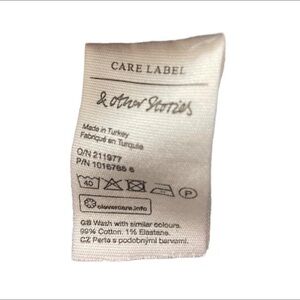 CARE LABEL
& other Stories
Made in Turkey
Fabriqué en Turquie
O/N 211977
P/N 1016765 6
40 P
clevercare.info
GB Wash with similar colours.
99% Cotton. 1% Elastane.
CZ Perte s podobnými barvami.